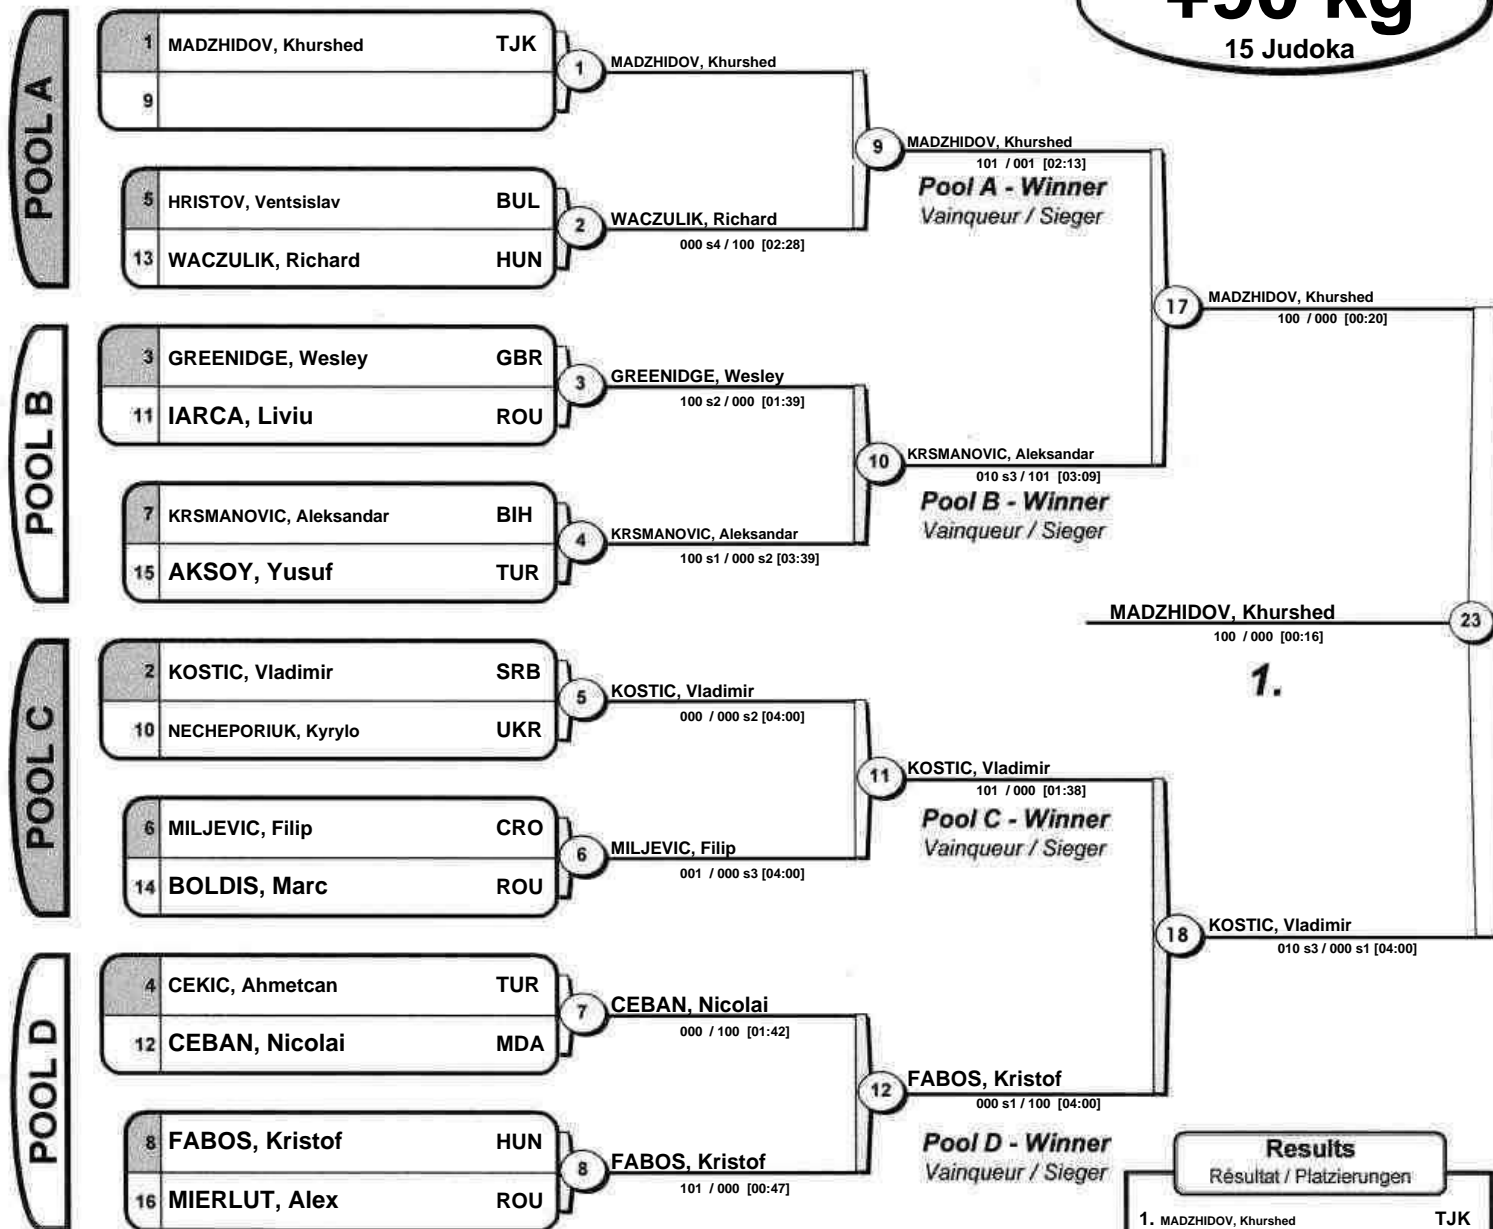 +90 kg
15 Judoka
POOL A
1 MADZHIDOV, Khurshed TJK
9
1 MADZHIDOV, Khurshed
5 HRISTOV, Ventsislav BUL
13 WACZULIK, Richard HUN
2 WACZULIK, Richard
000 s4 / 100 [02:28]
9 MADZHIDOV, Khurshed
101 / 001 [02:13]
Pool A - Winner
Vainqueur / Sieger
POOL B
3 GREENIDGE, Wesley GBR
11 IARCA, Liviu ROU
3 GREENIDGE, Wesley
100 s2 / 000 [01:39]
7 KRSMANOVIC, Aleksandar BIH
15 AKSOY, Yusuf TUR
4 KRSMANOVIC, Aleksandar
100 s1 / 000 s2 [03:39]
10 KRSMANOVIC, Aleksandar
010 s3 / 101 [03:09]
Pool B - Winner
Vainqueur / Sieger
17 MADZHIDOV, Khurshed
100 / 000 [00:20]
MADZHIDOV, Khurshed 23
100 / 000 [00:16]
1.
POOL C
2 KOSTIC, Vladimir SRB
10 NECHEPORIUK, Kyrylo UKR
5 KOSTIC, Vladimir
000 / 000 s2 [04:00]
6 MILJEVIC, Filip CRO
14 BOLDIS, Marc ROU
6 MILJEVIC, Filip
001 / 000 s3 [04:00]
11 KOSTIC, Vladimir
101 / 000 [01:38]
Pool C - Winner
Vainqueur / Sieger
18 KOSTIC, Vladimir
010 s3 / 000 s1 [04:00]
POOL D
4 CEKIC, Ahmetcan TUR
12 CEBAN, Nicolai MDA
7 CEBAN, Nicolai
000 / 100 [01:42]
8 FABOS, Kristof HUN
16 MIERLUT, Alex ROU
8 FABOS, Kristof
101 / 000 [00:47]
12 FABOS, Kristof
000 s1 / 100 [04:00]
Pool D - Winner
Vainqueur / Sieger
Results
Résultat / Platzierungen
1. MADZHIDOV, Khurshed TJK